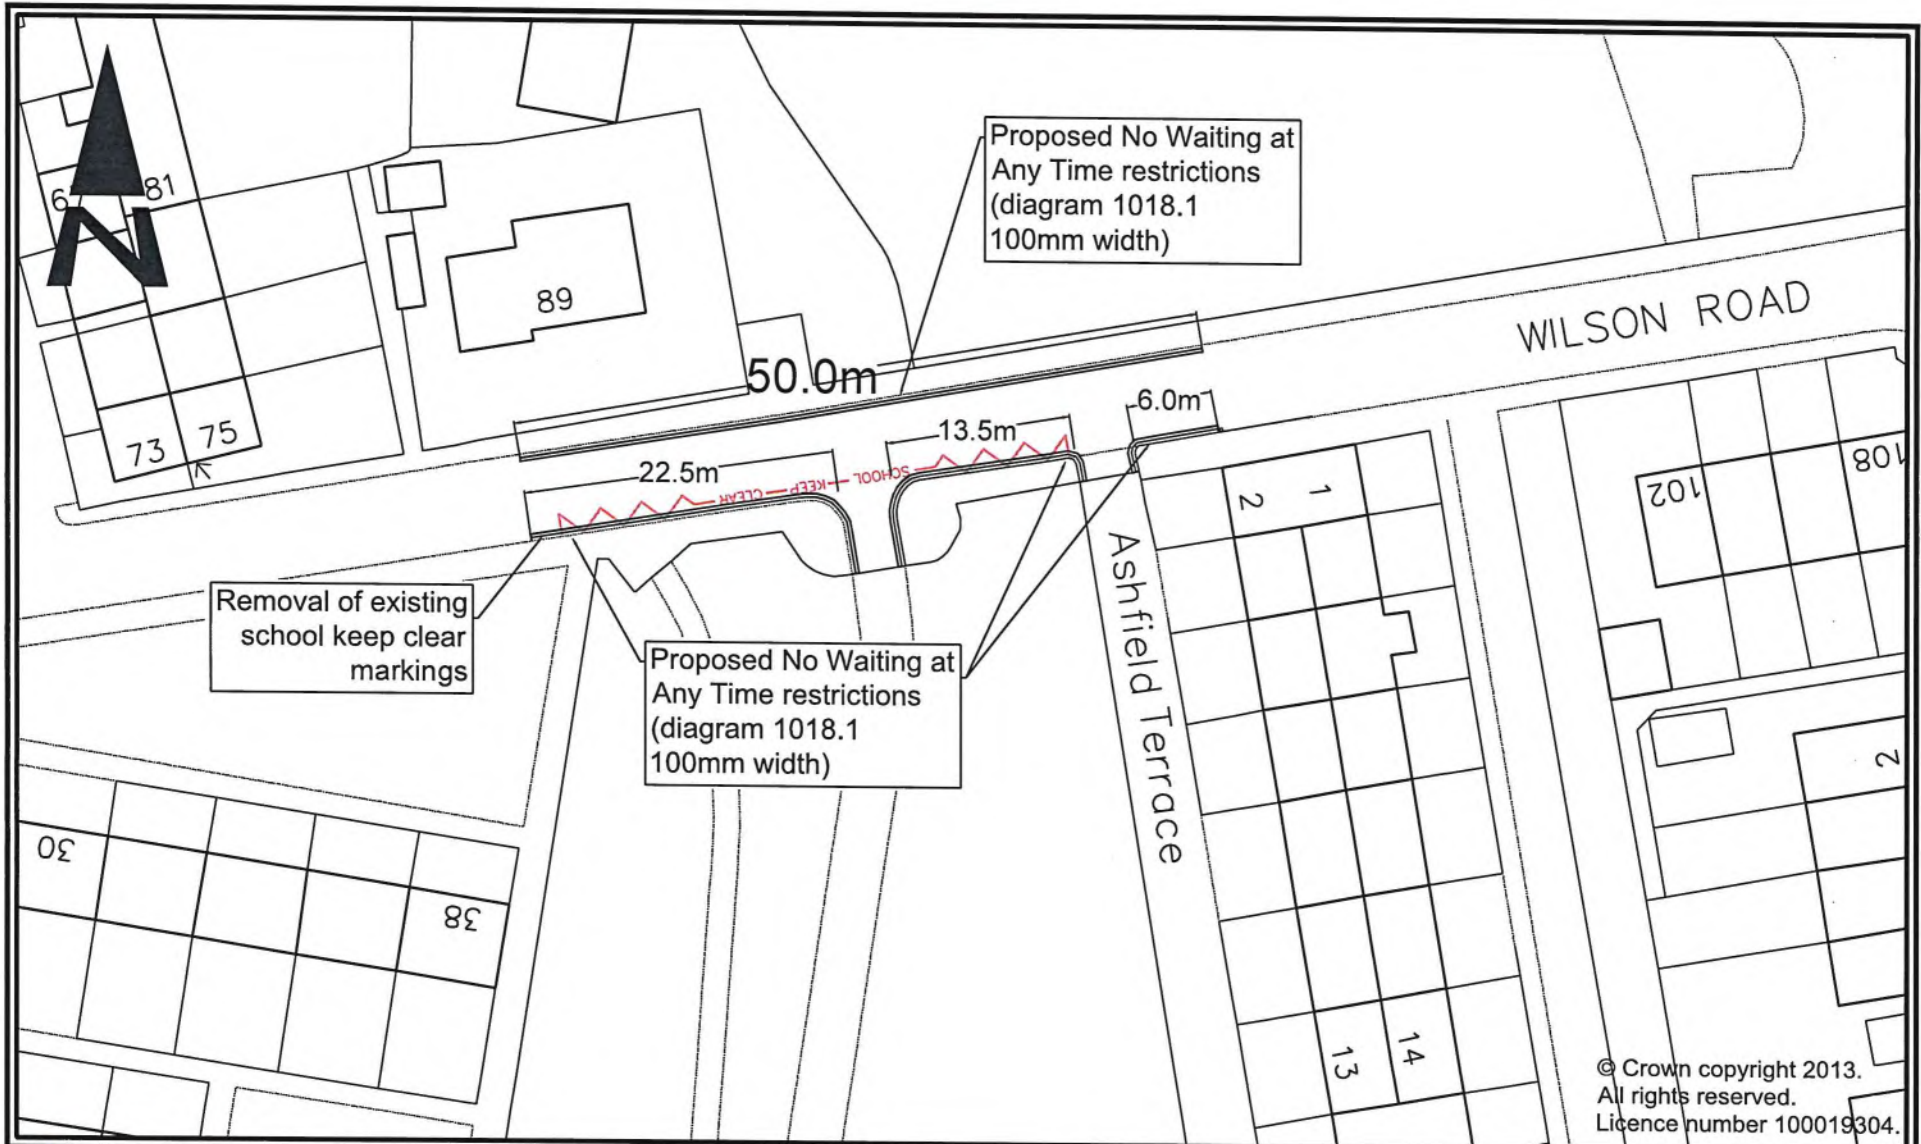 N
81
89
73
75
Proposed No Waiting at
Any Time restrictions
(diagram 1018.1
100mm width)
WILSON ROAD
50.0m
6.0m
13.5m
22.5m
SCHOOL KEEP CLEAR
Removal of existing
school keep clear
markings
Proposed No Waiting at
Any Time restrictions
(diagram 1018.1
100mm width)
Ashfield Terrace
2
1
102
108
2
30
38
13
14
© Crown copyright 2013.
All rights reserved.
Licence number 100019304.